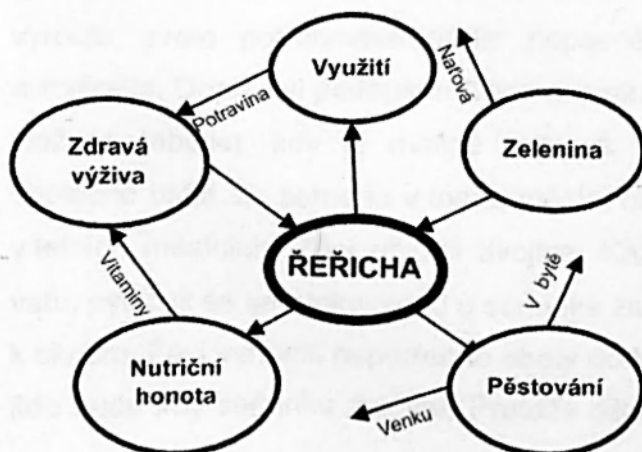 Využití
Naťová
Potravina
Zdravá
výživa
Zelenina
ŘEŘICHA
Vitamíny
V bytě
Nutriční
honota
Pěstování
Venku